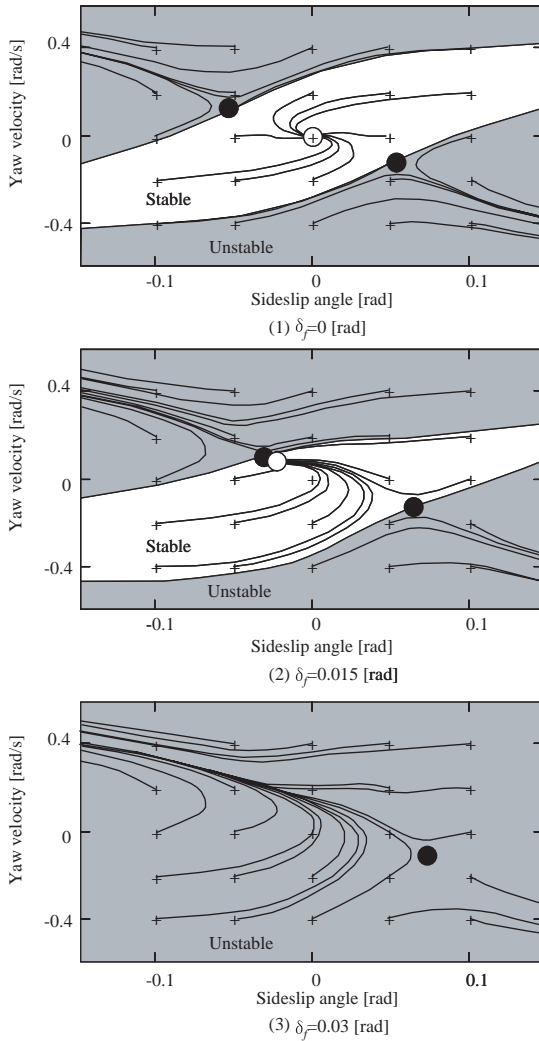 0.4
Yaw velocity [rad/s]
0
Stable
-0.4
Unstable
-0.1
0
0.1
Sideslip angle [rad]
(1) δf=0 [rad]
0.4
Yaw velocity [rad/s]
0
Stable
-0.4
Unstable
-0.1
0
0.1
Sideslip angle [rad]
(2) δf=0.015 [rad]
0.4
Yaw velocity [rad/s]
0
-0.4
Unstable
-0.1
0
0.1
Sideslip angle [rad]
(3) δf=0.03 [rad]